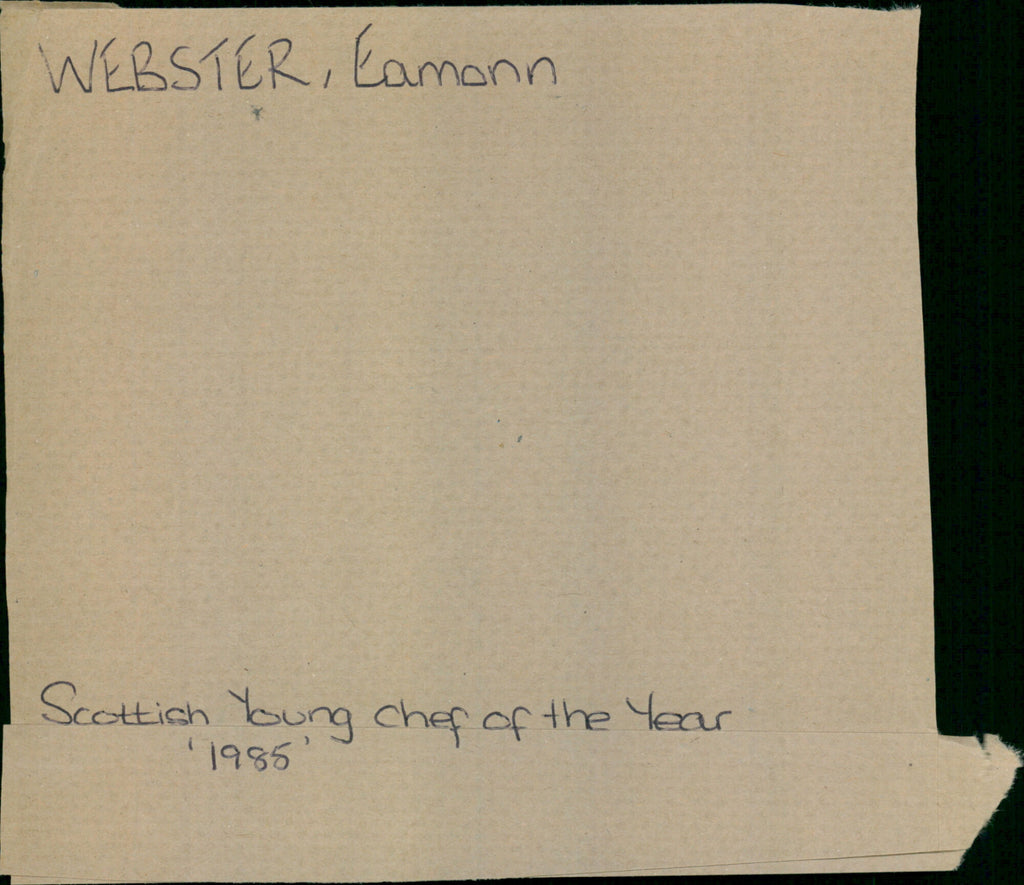 WEBSTER, Eamonn
Scottish Young Chef of the Year
'1985'